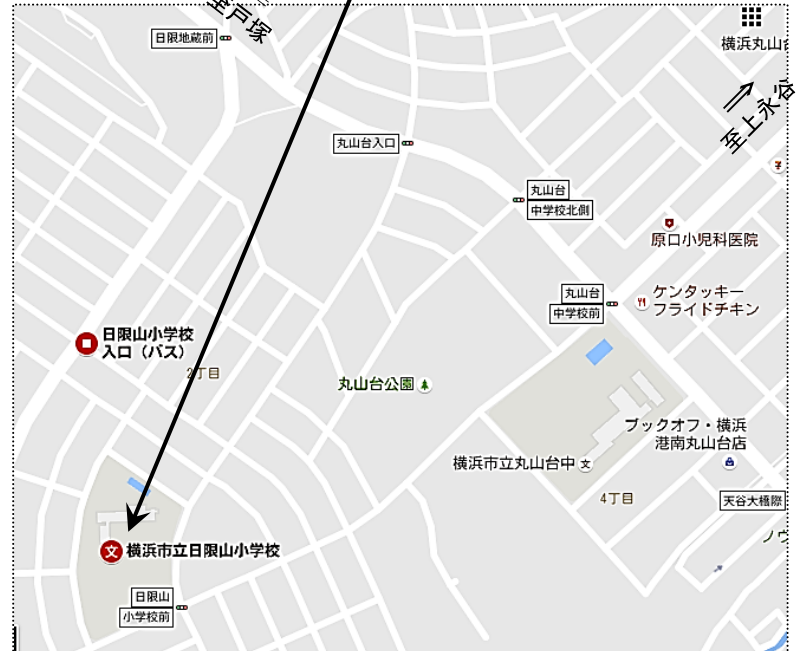 至戸塚
日限地蔵前
横浜丸山台
至上永谷
丸山台入口
丸山台
中学校北側
原口小児科医院
丸山台
中学校前
ケンタッキー
フライドチキン
日限山小学校
入口（バス）
2丁目
丸山台公園
ブックオフ・横浜
港南丸山台店
横浜市立丸山台中
文
4丁目
天谷大橋際
ノヴ
文
横浜市立日限山小学校
日限山
小学校前